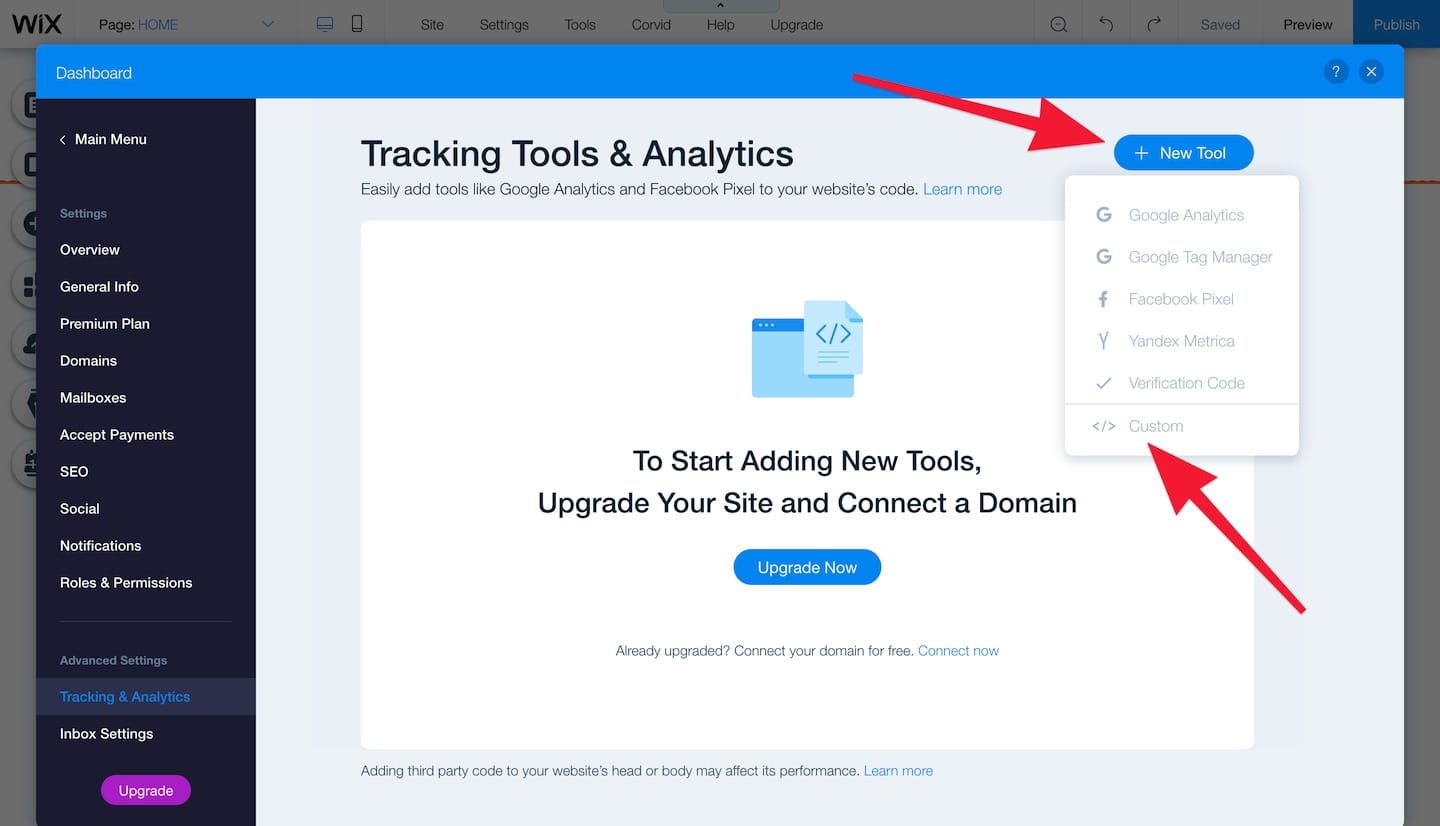 WiX Page: HOME Site Settings Tools Corvid Help Upgrade Saved Preview Publish
Dashboard ?
Main Menu
Settings
Overview
General Info
Premium Plan
Domains
Mailboxes
Accept Payments
SEO
Social
Notifications
Roles & Permissions
Advanced Settings
Tracking & Analytics
Inbox Settings
Upgrade
Tracking Tools & Analytics
Easily add tools like Google Analytics and Facebook Pixel to your website’s code. Learn more
+ New Tool
G Google Analytics
G Google Tag Manager
f Facebook Pixel
Y Yandex Metrica
Verification Code
</> Custom
</>
To Start Adding New Tools,
Upgrade Your Site and Connect a Domain
Upgrade Now
Already upgraded? Connect your domain for free. Connect now
Adding third party code to your website’s head or body may affect its performance. Learn more